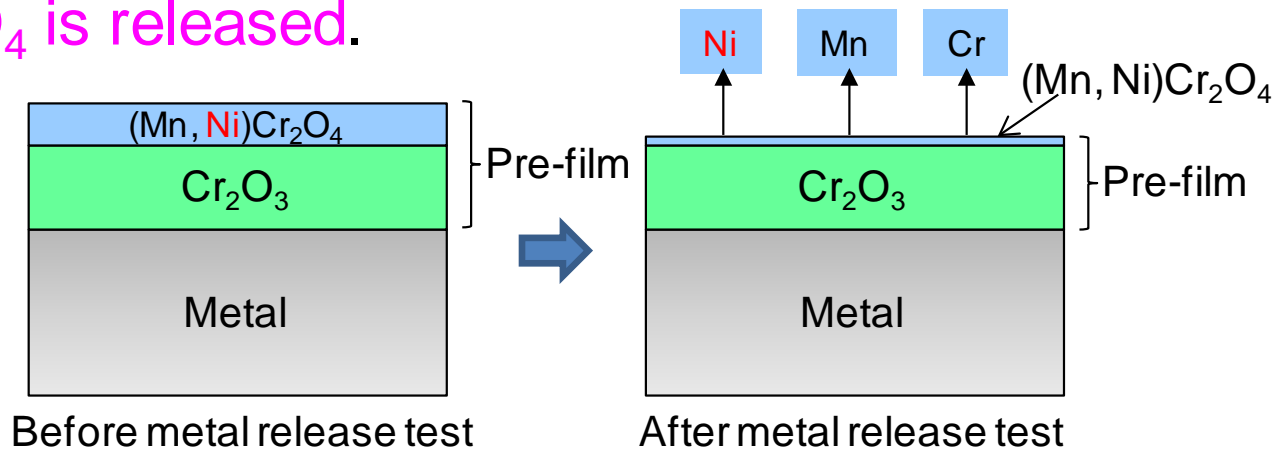 O₄ is released.
Ni Mn Cr
(Mn, Ni)Cr₂O₄
(Mn, Ni)Cr₂O₄
Cr₂O₃
Pre-film
Metal
Before metal release test
Cr₂O₃
Pre-film
Metal
After metal release test